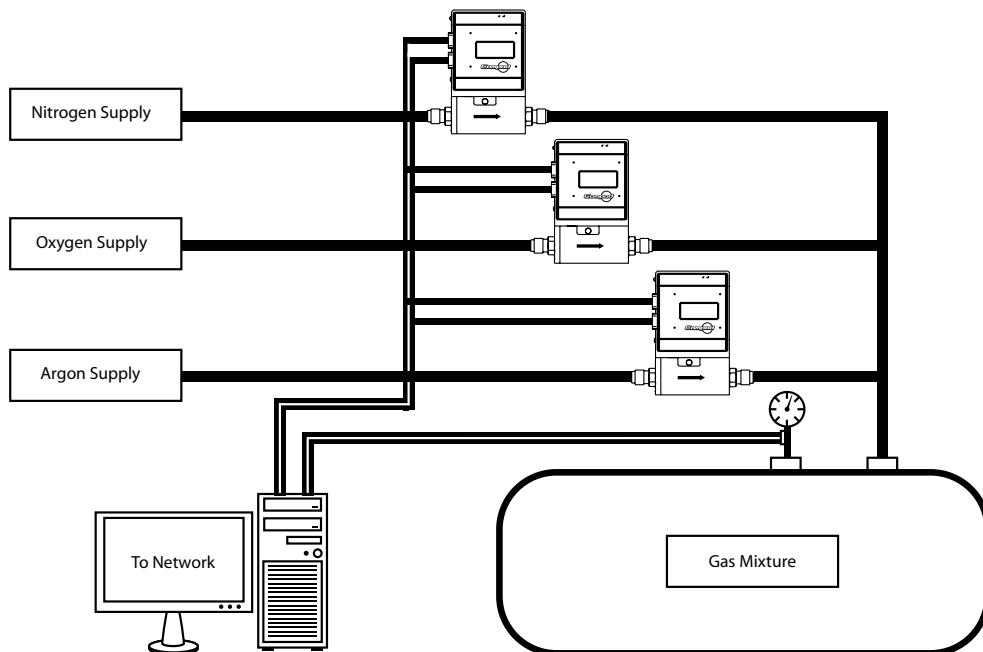 Nitrogen Supply
Oxygen Supply
Argon Supply
To Network
Gas Mixture